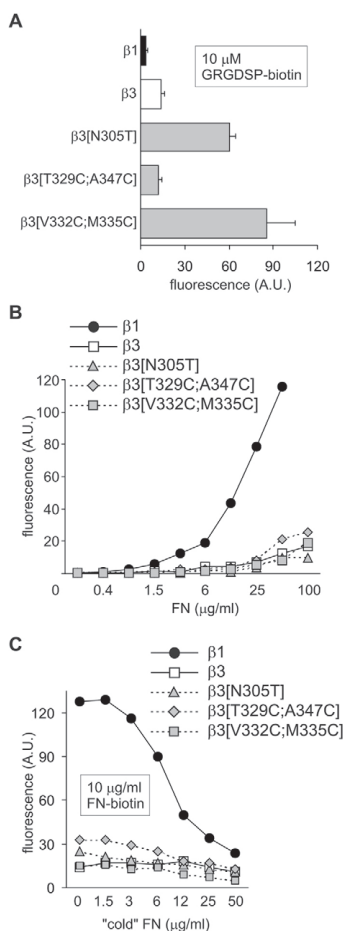 A
β1
10 μM
GRGDSP-biotin
β3
β3[N305T]
β3[T329C;A347C]
β3[V332C;M335C]
0 30 60 90 120
fluorescence (A.U.)
B
β1
β3
β3[N305T]
β3[T329C;A347C]
β3[V332C;M335C]
120
100
80
60
40
20
fluorescence (A.U.)
0 0.4 1.5 6 25 100
FN (μg/ml)
C
β1
β3
β3[N305T]
β3[T329C;A347C]
β3[V332C;M335C]
120
90
60
30
0
fluorescence (A.U.)
10 μg/ml
FN-biotin
0 1.5 3 6 12 25 50
"cold" FN (μg/ml)